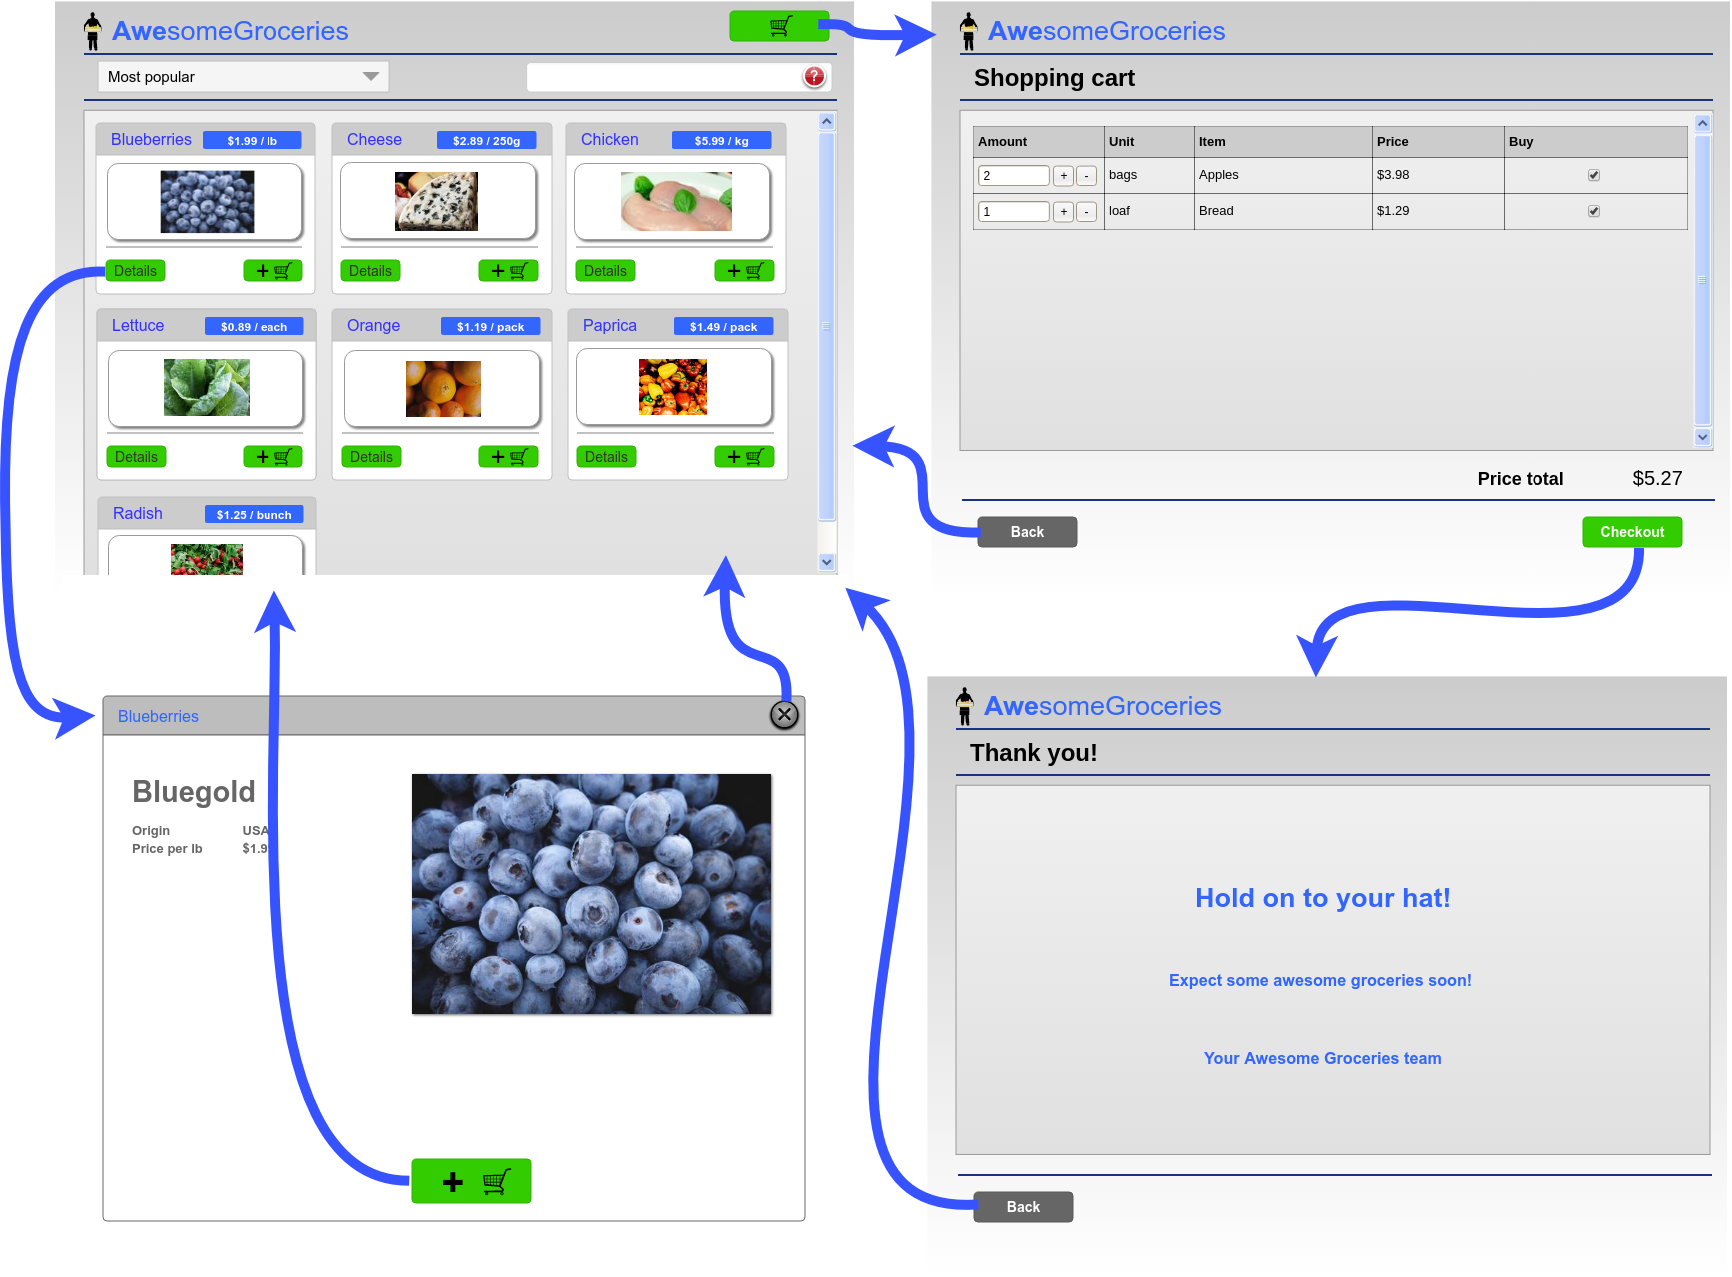 AwesomeGroceries
Most popular
?
Blueberries $1.99 / lb
Cheese $2.89 / 250g
Chicken $5.99 / kg
Details +
Details +
Details +
Lettuce $0.89 / each
Orange $1.19 / pack
Paprica $1.49 / pack
Details +
Details +
Details +
Radish $1.25 / bunch
AwesomeGroceries
Shopping cart
Amount Unit Item Price Buy
2 + - bags Apples $3.98
1 + - loaf Bread $1.29
Price total $5.27
Back Checkout
Blueberries
Bluegold
Origin USA
Price per lb $1.9
+
AwesomeGroceries
Thank you!
Hold on to your hat!
Expect some awesome groceries soon!
Your Awesome Groceries team
Back